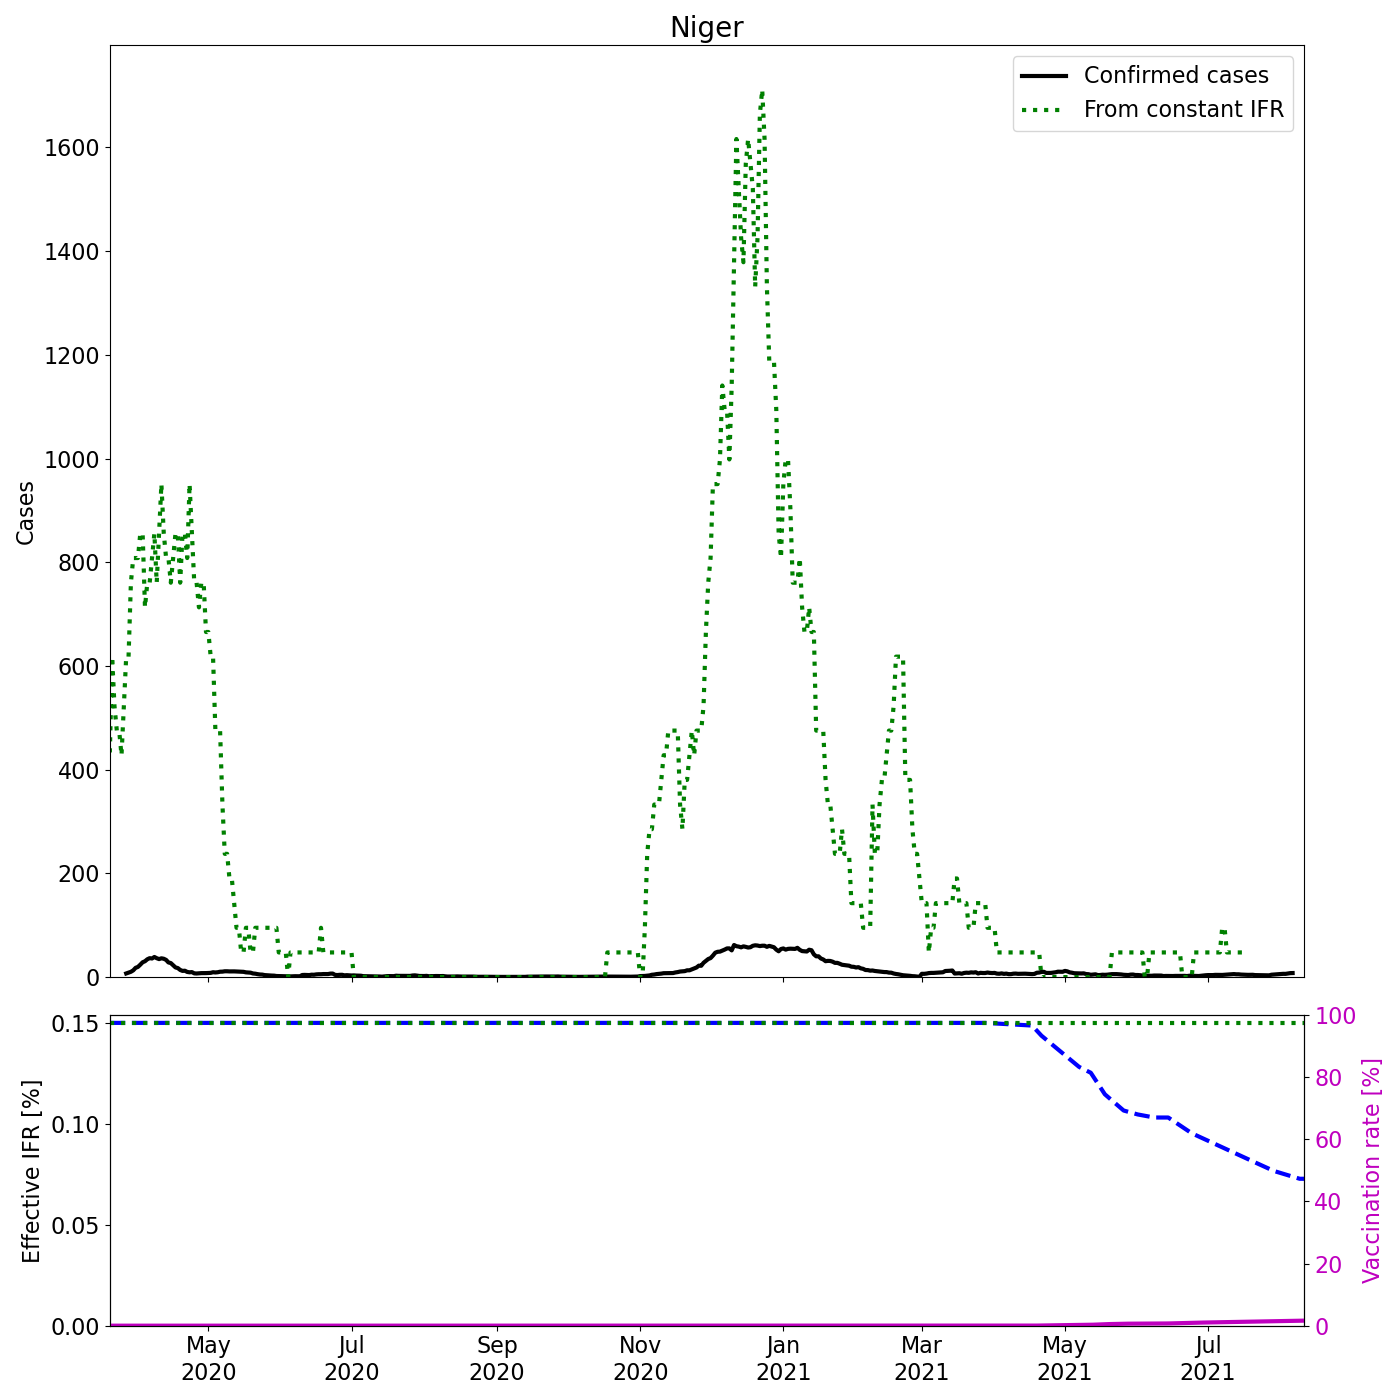 Niger
Confirmed cases
From constant IFR
Cases
1600
1400
1200
1000
800
600
400
200
0
Effective IFR [%]
0.15
0.10
0.05
0.00
100
80
60
40
20
0
Vaccination rate [%]
May Jul Sep Nov Jan Mar May Jul
2020 2020 2020 2020 2021 2021 2021 2021